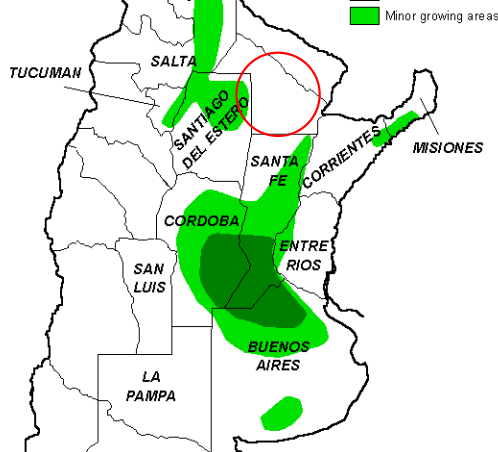 Minor growing areas
SALTA
TUCUMAN
SANTIAGO
DEL ESTERO
CORRIENTES
MISIONES
SANTA
FE
CORDOBA
ENTRE
RIOS
SAN
LUIS
BUENOS
AIRES
LA
PAMPA